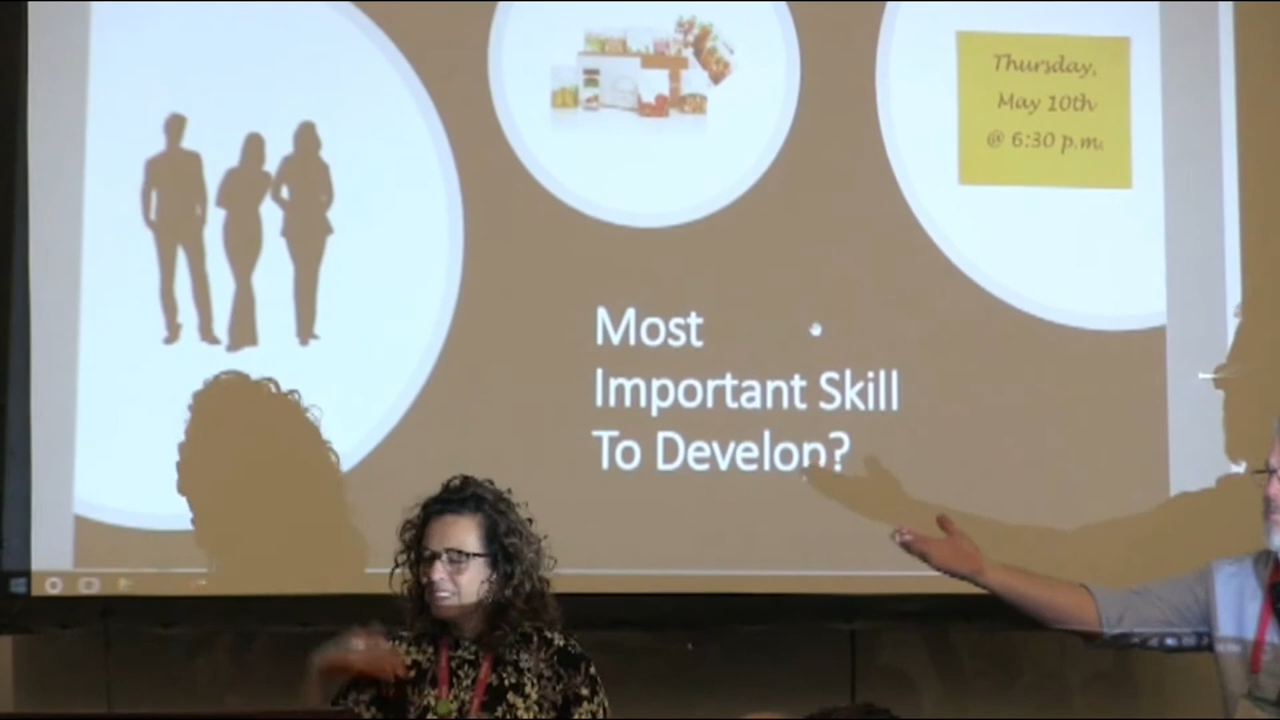 Thursday,
May 10th
@ 6:30 p.m.
Most
Important Skill
To Develop?